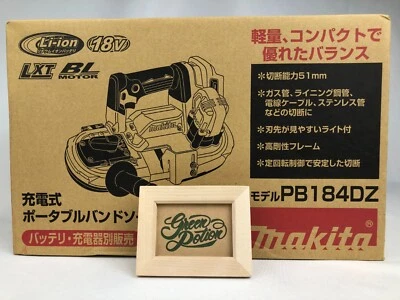 Li-ion
18V
LXT BL
MOTOR
makita
充電式
ポータブルバンドソー
バッテリ・充電器別販売
軽量、コンパクトで
優れたバランス
＊切断能力51mm
＊ガス管、ライニング鋼管、
電線ケーブル、ステンレス管
などの切断に
＊刃先が見やすいライト付
＊高剛性フレーム
＊定回転制御で安定した切断
モデルPB184DZ
makita
Green
Potion